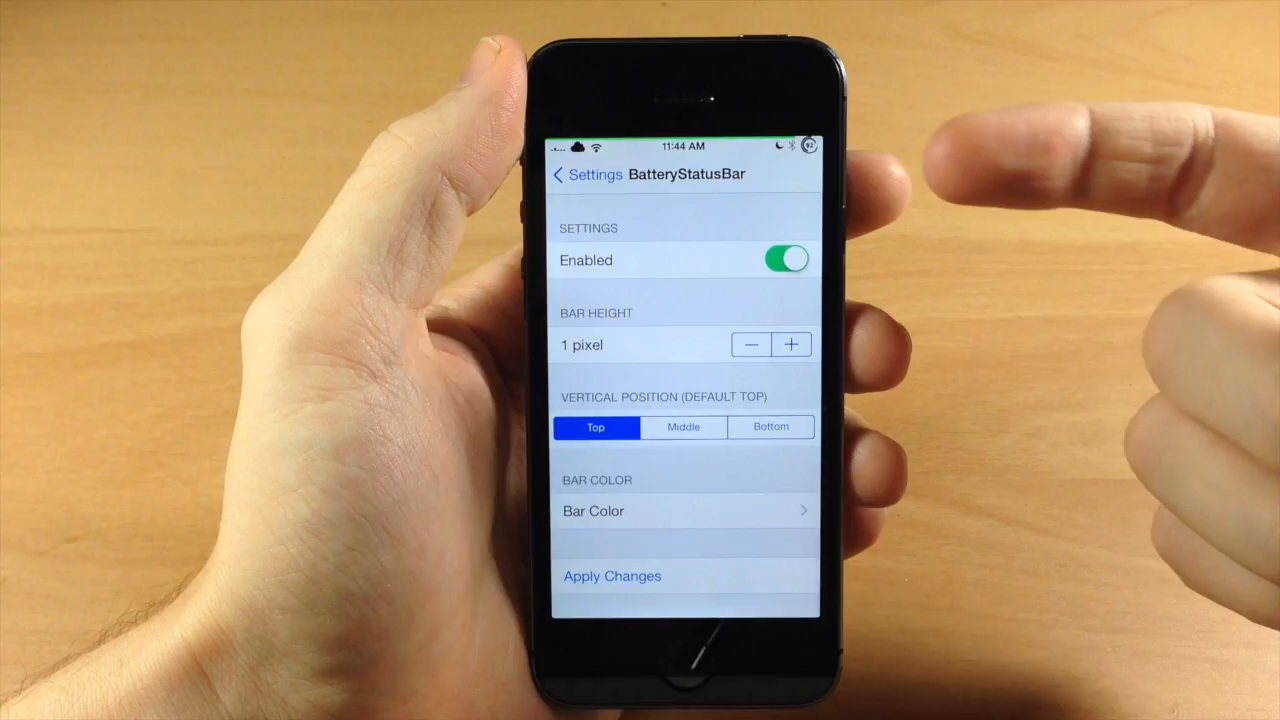 11:44 AM
92
Settings BatteryStatusBar
SETTINGS
Enabled
BAR HEIGHT
1 pixel
VERTICAL POSITION (DEFAULT TOP)
Top Middle Bottom
BAR COLOR
Bar Color
Apply Changes